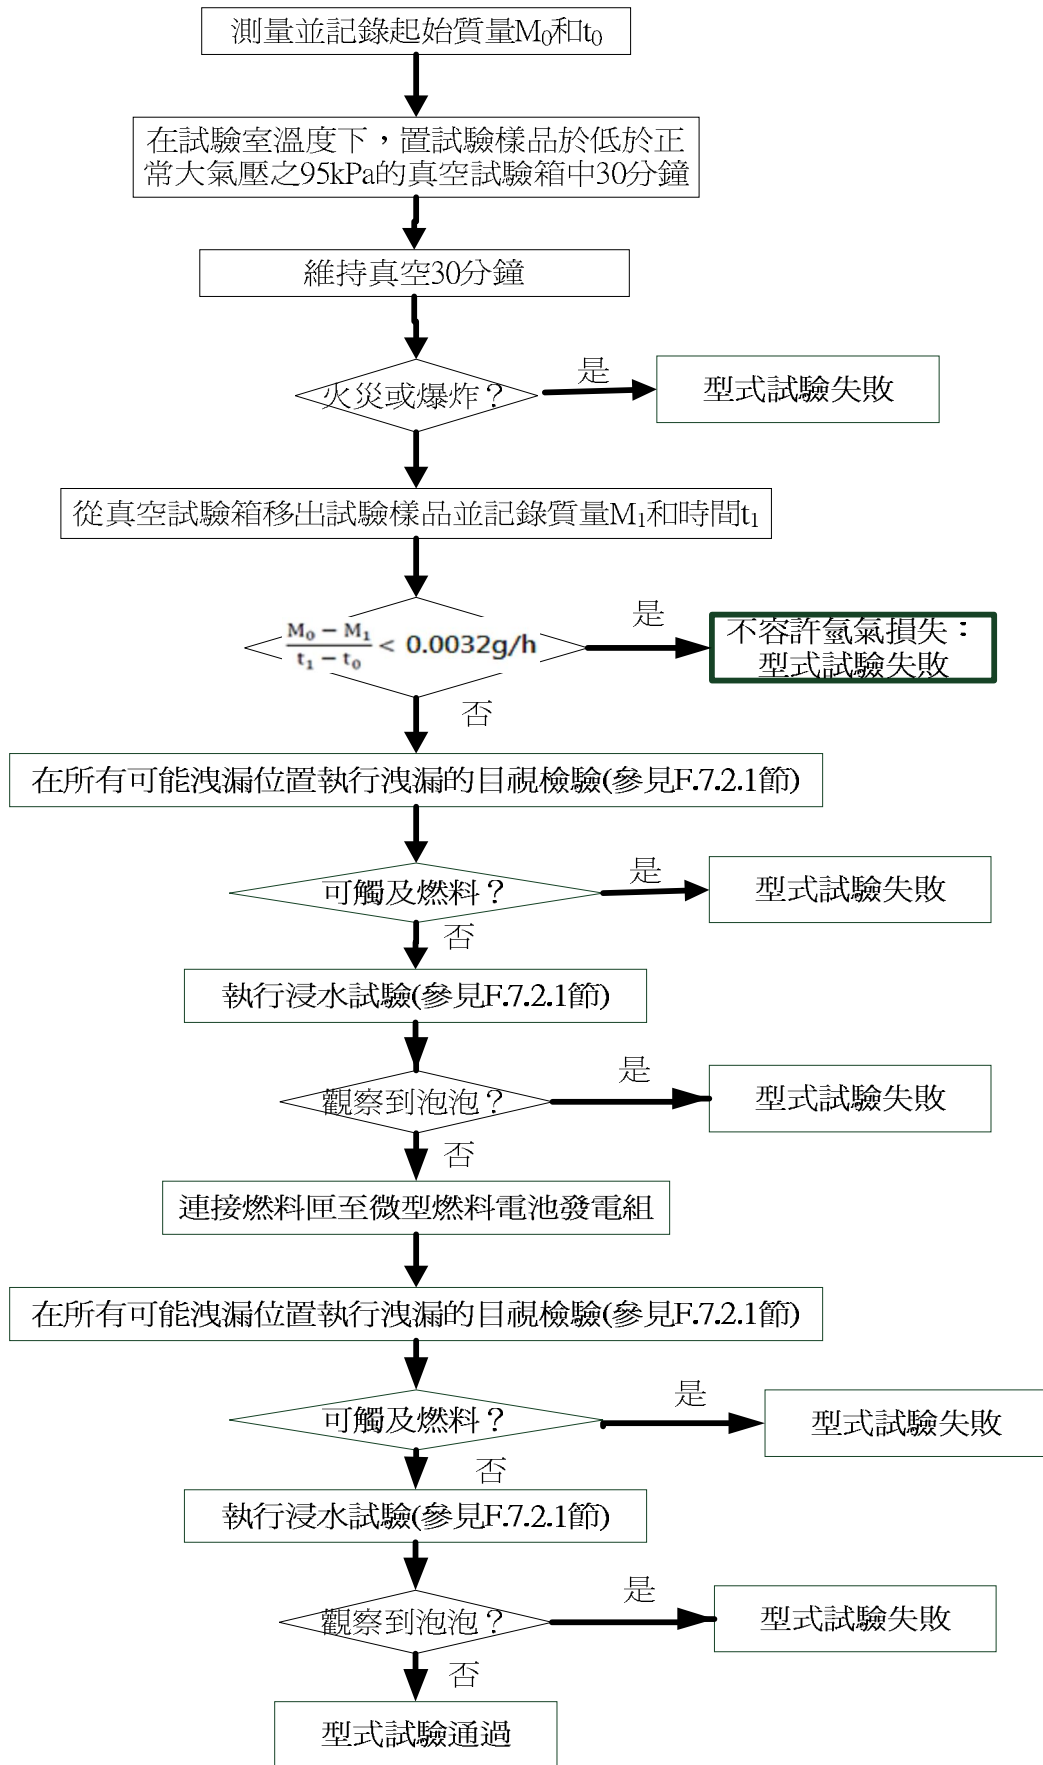 測量並記錄起始質量M₀和t₀
在試驗室溫度下，置試驗樣品於低於正
常大氣壓之95kPa的真空試驗箱中30分鐘
維持真空30分鐘
火災或爆炸？
是
型式試驗失敗
從真空試驗箱移出試驗樣品並記錄質量M₁和時間t₁
(M₀ − M₁)/(t₁ − t₀) < 0.0032g/h
是
不容許氫氣損失：
型式試驗失敗
否
在所有可能洩漏位置執行洩漏的目視檢驗(參見F.7.2.1節)
可觸及燃料？
是
型式試驗失敗
否
執行浸水試驗(參見F.7.2.1節)
觀察到泡泡？
是
型式試驗失敗
否
連接燃料匣至微型燃料電池發電組
在所有可能洩漏位置執行洩漏的目視檢驗(參見F.7.2.1節)
可觸及燃料？
是
型式試驗失敗
否
執行浸水試驗(參見F.7.2.1節)
觀察到泡泡？
是
型式試驗失敗
否
型式試驗通過